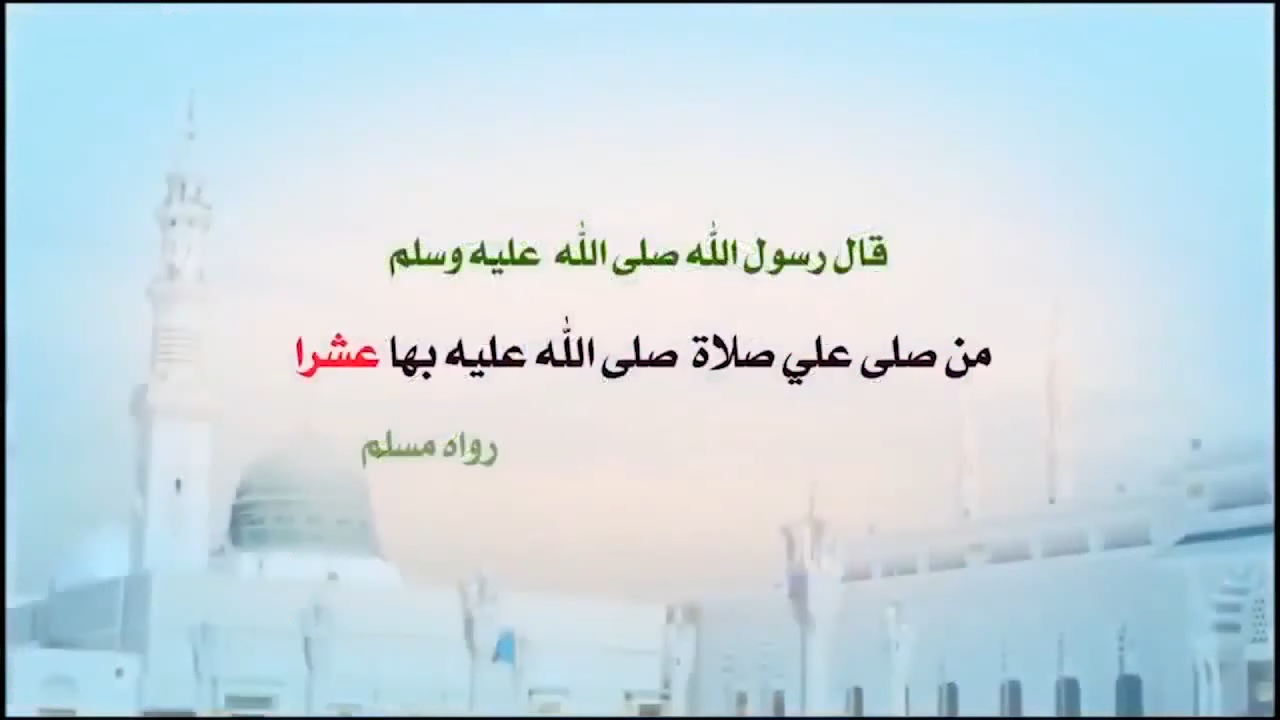 قال رسول الله صلى الله عليه وسلم
من صلى علي صلاة صلى الله عليه بها عشرا
رواه مسلم